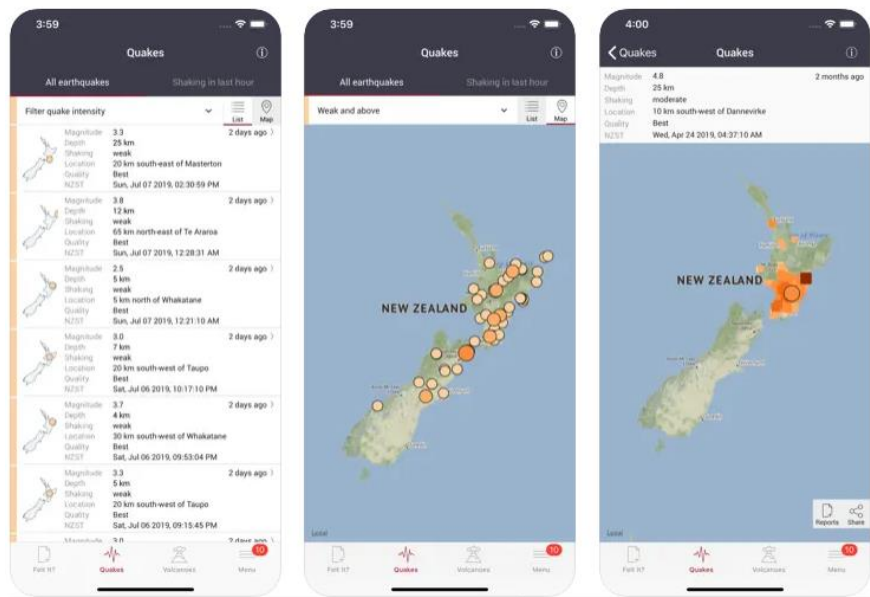 3:59
Quakes
All earthquakes Shaking in last hour
Filter quake intensity List Map
Magnitude 3.3 2 days ago
Depth 25 km
Shaking weak
Location 20 km south-east of Masterton
Quality Best
NZST Sun, Jul 07 2019, 02:30:59 PM
Magnitude 3.8 2 days ago
Depth 12 km
Shaking weak
Location 65 km north-east of Te Araroa
Quality Best
NZST Sun, Jul 07 2019, 12:28:31 AM
Magnitude 2.5 2 days ago
Depth 5 km
Shaking weak
Location 5 km north of Whakatane
Quality Best
NZST Sun, Jul 07 2019, 12:21:10 AM
Magnitude 3.0 2 days ago
Depth 7 km
Shaking weak
Location 20 km south-west of Taupo
Quality Best
NZST Sat, Jul 06 2019, 10:17:10 PM
Magnitude 3.7 2 days ago
Depth 4 km
Shaking weak
Location 30 km south-west of Whakatane
Quality Best
NZST Sat, Jul 06 2019, 09:53:04 PM
Magnitude 3.3 2 days ago
Depth 5 km
Shaking weak
Location 20 km south-west of Taupo
Quality Best
NZST Sat, Jul 06 2019, 09:15:45 PM
Magnitude 3.0 2 days ago
10
Felt It? Quakes Volcanoes Menu
3:59
Quakes
All earthquakes Shaking in last hour
Weak and above List Map
NEW ZEALAND
10
Felt It? Quakes Volcanoes Menu
4:00
Quakes Quakes
Magnitude 4.8 2 months ago
Depth 25 km
Shaking moderate
Location 10 km south-west of Dannevirke
Quality Best
NZST Wed, Apr 24 2019, 04:37:10 AM
NEW ZEALAND
Reports Share
10
Felt It? Quakes Volcanoes Menu